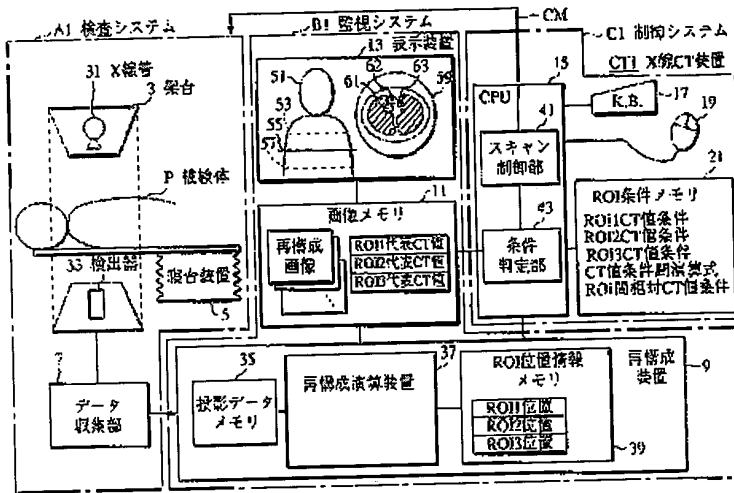 A1 検査システム
B1 監視システム
CM
C1 制御システム
CT1 X線CT装置
31 X線管
3 架台
P 被検体
33 検出器
寝台装置
5
7
データ
収集部
13 表示装置
51
53
55
57
62
63
61
59
11
画像メモリ
再構成
画像
ROI1代表CT値
ROI2代表CT値
ROI3代表CT値
15
CPU
41
スキャン
制御部
43
条件
判定部
K.B.
17
19
21
ROI条件メモリ
ROI1CT値条件
ROI2CT値条件
ROI3CT値条件
CT値条件間演算式
ROI間相対CT値条件
35
投影データ
メモリ
37
再構成演算装置
ROI位置情報
メモリ
ROI1位置
ROI2位置
ROI3位置
39
再構成
装置
9